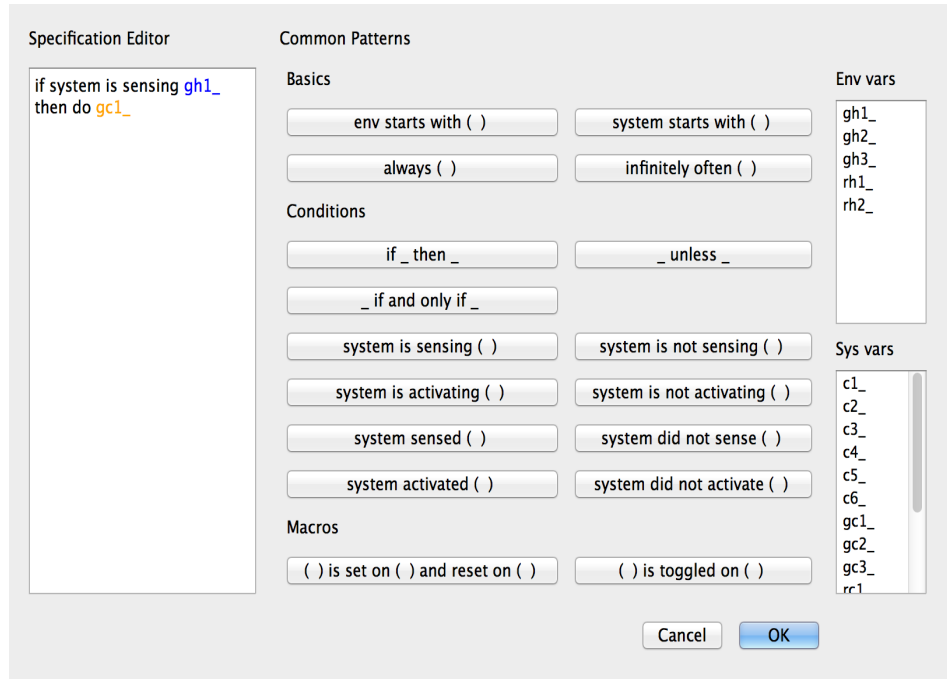 Specification Editor
Common Patterns
if system is sensing gh1_
then do gc1_
Basics
env starts with ( )
system starts with ( )
always ( )
infinitely often ( )
Conditions
if _ then _
_ unless _
_ if and only if _
system is sensing ( )
system is not sensing ( )
system is activating ( )
system is not activating ( )
system sensed ( )
system did not sense ( )
system activated ( )
system did not activate ( )
Macros
( ) is set on ( ) and reset on ( )
( ) is toggled on ( )
Env vars
gh1_
gh2_
gh3_
rh1_
rh2_
Sys vars
c1_
c2_
c3_
c4_
c5_
c6_
gc1_
gc2_
gc3_
rc1
Cancel
OK